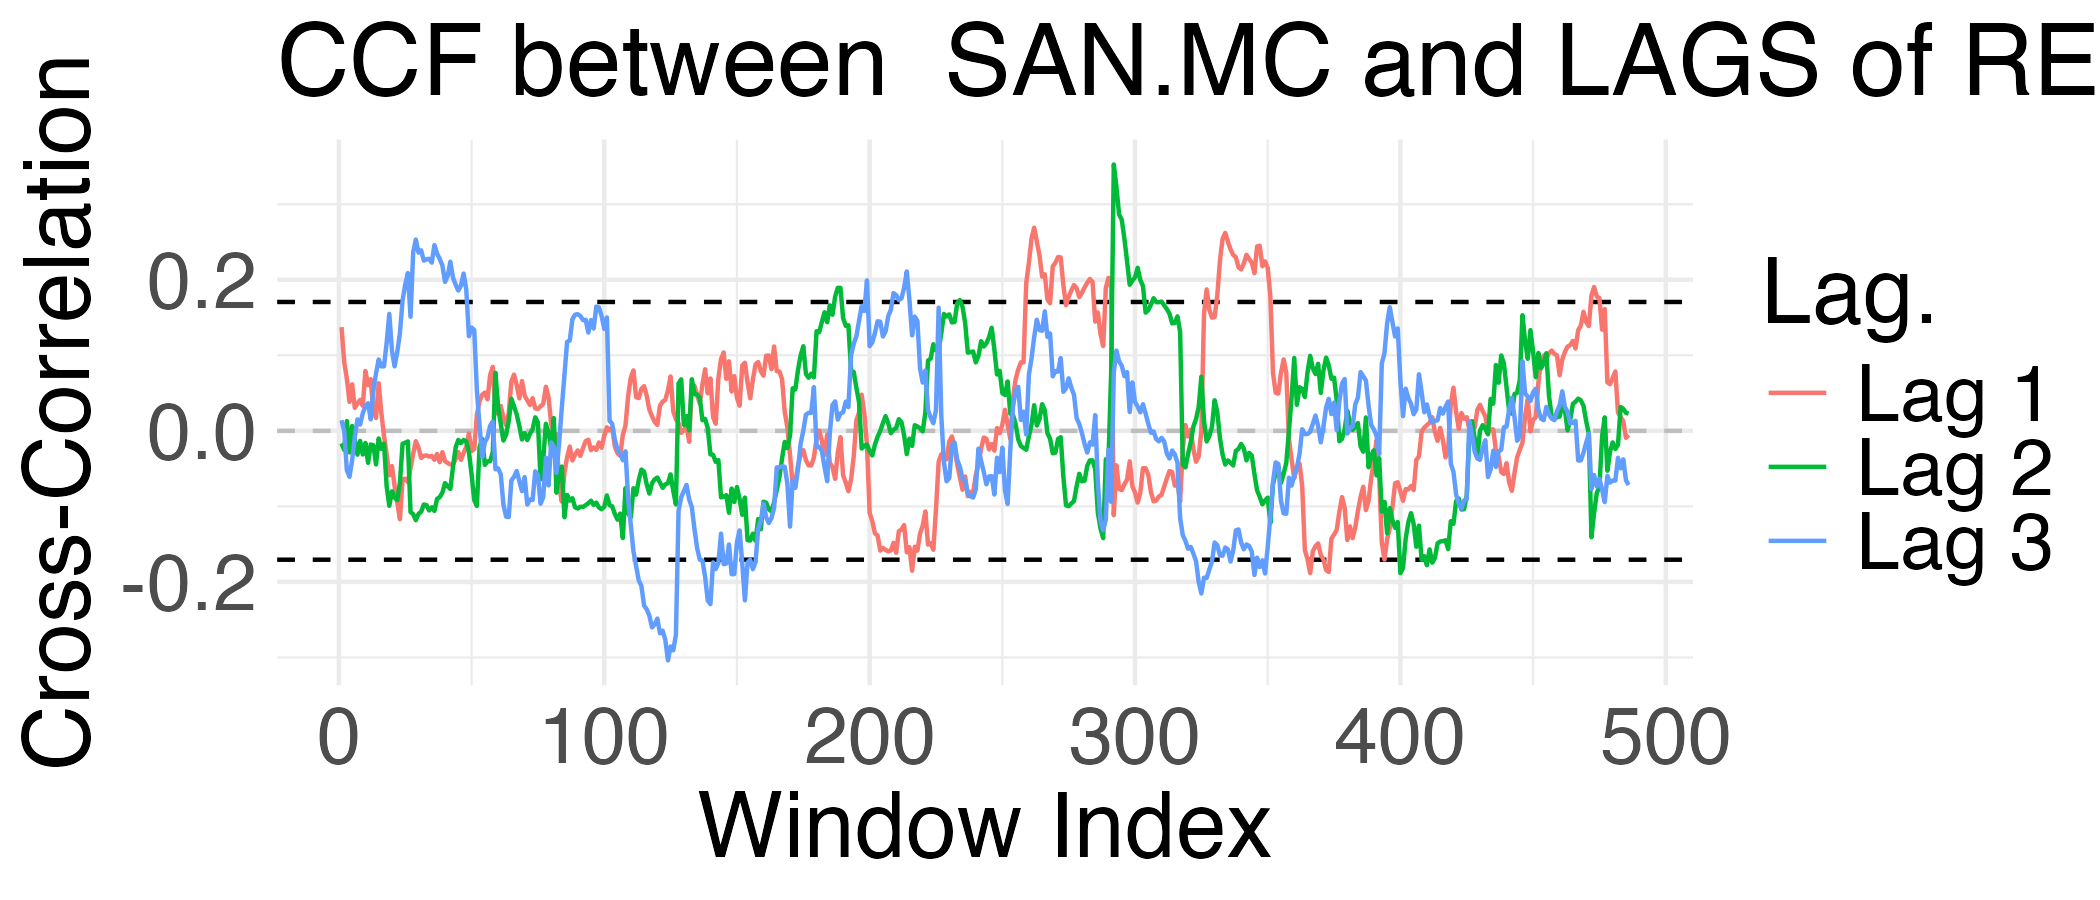 CCF between  SAN.MC and LAGS of RE
Cross-Correlation
0.2
0.0
-0.2
0
100
200
300
400
500
Window Index
Lag.
Lag 1
Lag 2
Lag 3